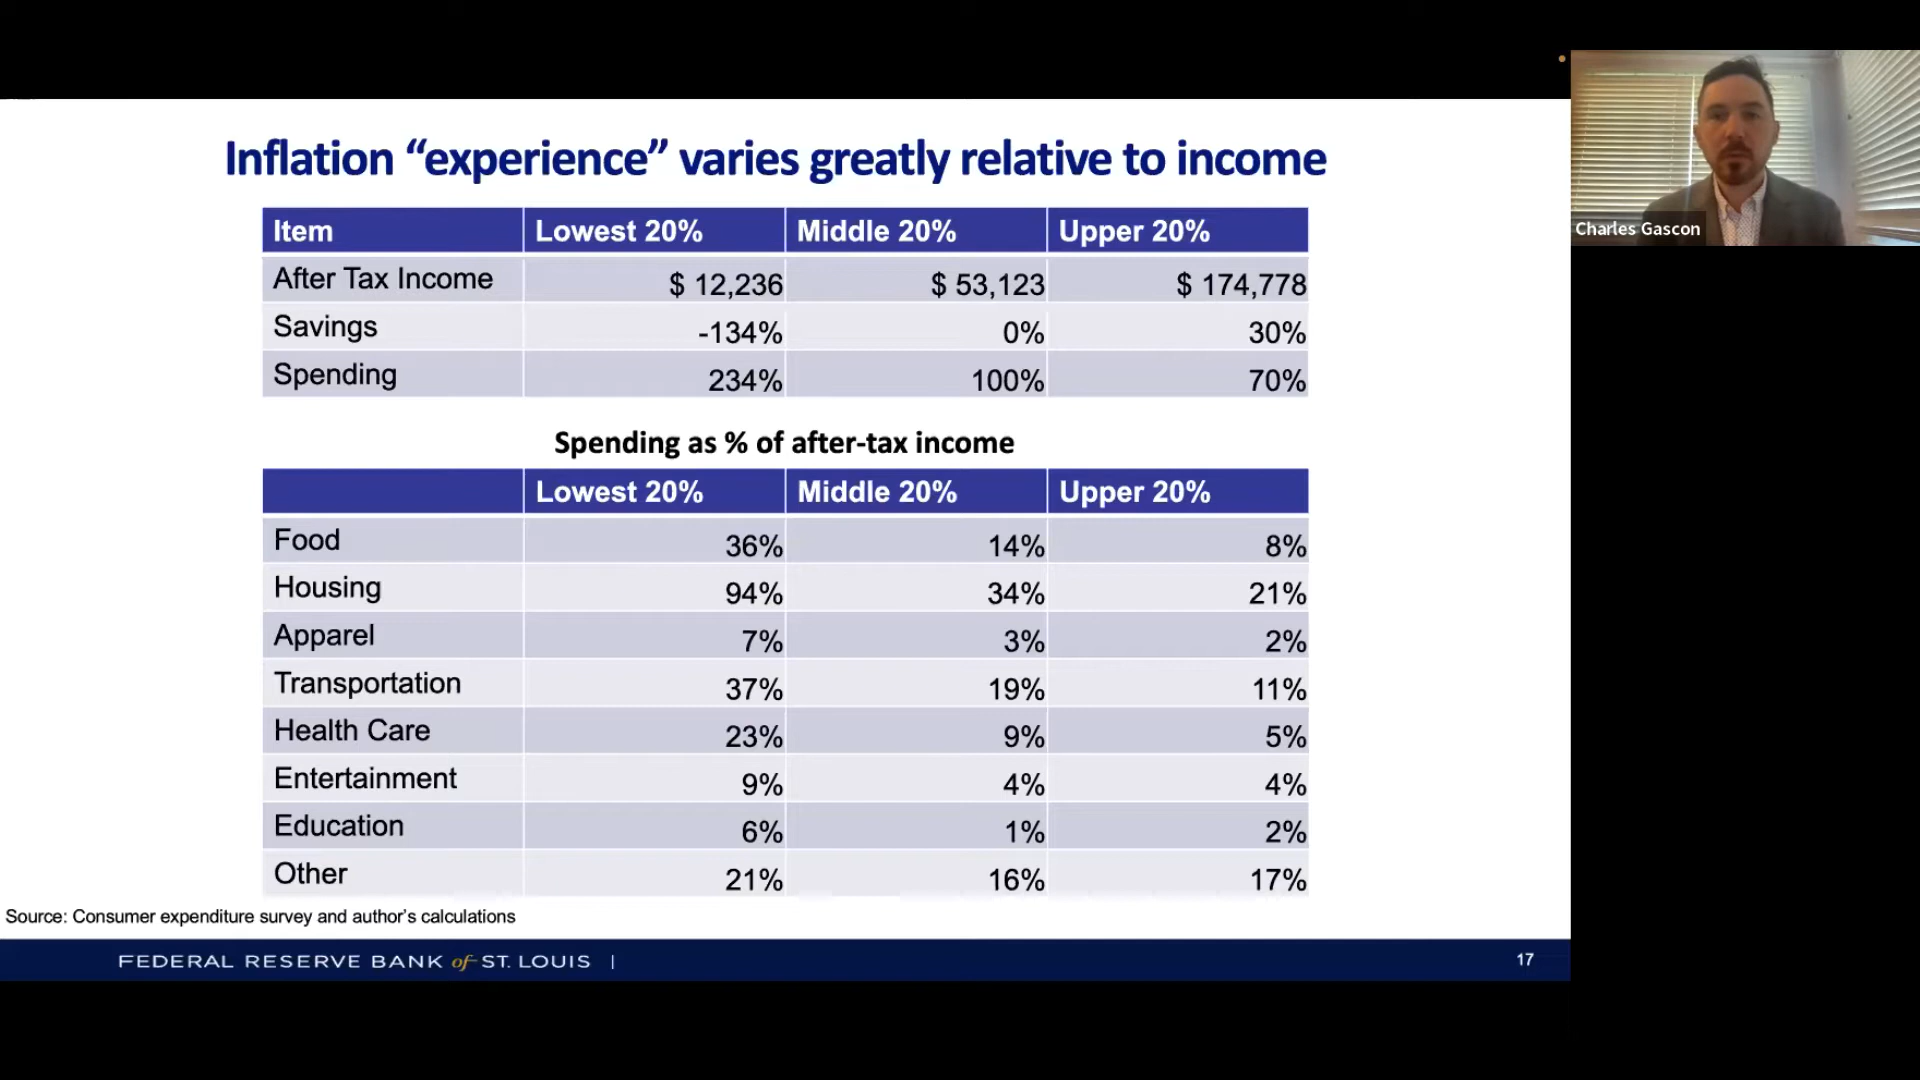 Inflation “experience” varies greatly relative to income
Item Lowest 20% Middle 20% Upper 20%
After Tax Income $ 12,236 $ 53,123 $ 174,778
Savings -134% 0% 30%
Spending 234% 100% 70%
Spending as % of after-tax income
Lowest 20% Middle 20% Upper 20%
Food 36% 14% 8%
Housing 94% 34% 21%
Apparel 7% 3% 2%
Transportation 37% 19% 11%
Health Care 23% 9% 5%
Entertainment 9% 4% 4%
Education 6% 1% 2%
Other 21% 16% 17%
Source: Consumer expenditure survey and author’s calculations
FEDERAL RESERVE BANK of ST. LOUIS |
17
Charles Gascon